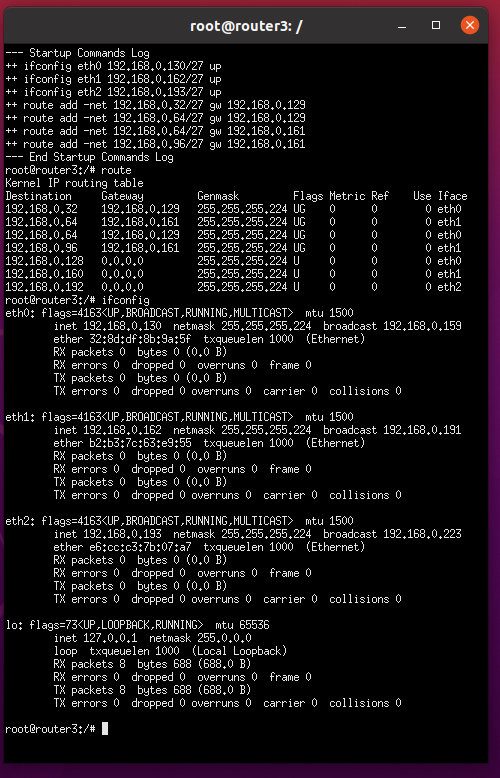 root@router3: /
--- Startup Commands Log
++ ifconfig eth0 192.168.0.130/27 up
++ ifconfig eth1 192.168.0.162/27 up
++ ifconfig eth2 192.168.0.193/27 up
++ route add -net 192.168.0.32/27 gw 192.168.0.129
++ route add -net 192.168.0.64/27 gw 192.168.0.129
++ route add -net 192.168.0.64/27 gw 192.168.0.161
++ route add -net 192.168.0.96/27 gw 192.168.0.161
--- End Startup Commands Log
root@router3:/# route
Kernel IP routing table
Destination Gateway Genmask Flags Metric Ref Use Iface
192.168.0.32 192.168.0.129 255.255.255.224 UG 0 0 0 eth0
192.168.0.64 192.168.0.161 255.255.255.224 UG 0 0 0 eth1
192.168.0.64 192.168.0.129 255.255.255.224 UG 0 0 0 eth0
192.168.0.96 192.168.0.161 255.255.255.224 UG 0 0 0 eth1
192.168.0.128 0.0.0.0 255.255.255.224 U 0 0 0 eth0
192.168.0.160 0.0.0.0 255.255.255.224 U 0 0 0 eth1
192.168.0.192 0.0.0.0 255.255.255.224 U 0 0 0 eth2
root@router3:/# ifconfig
eth0: flags=4163<UP,BROADCAST,RUNNING,MULTICAST> mtu 1500
inet 192.168.0.130 netmask 255.255.255.224 broadcast 192.168.0.159
ether 32:8d:df:8b:9a:5f txqueuelen 1000 (Ethernet)
RX packets 0 bytes 0 (0.0 B)
RX errors 0 dropped 0 overruns 0 frame 0
TX packets 0 bytes 0 (0.0 B)
TX errors 0 dropped 0 overruns 0 carrier 0 collisions 0
eth1: flags=4163<UP,BROADCAST,RUNNING,MULTICAST> mtu 1500
inet 192.168.0.162 netmask 255.255.255.224 broadcast 192.168.0.191
ether b2:b3:7c:63:e9:55 txqueuelen 1000 (Ethernet)
RX packets 0 bytes 0 (0.0 B)
RX errors 0 dropped 0 overruns 0 frame 0
TX packets 0 bytes 0 (0.0 B)
TX errors 0 dropped 0 overruns 0 carrier 0 collisions 0
eth2: flags=4163<UP,BROADCAST,RUNNING,MULTICAST> mtu 1500
inet 192.168.0.193 netmask 255.255.255.224 broadcast 192.168.0.223
ether e6:cc:c3:7b:07:a7 txqueuelen 1000 (Ethernet)
RX packets 0 bytes 0 (0.0 B)
RX errors 0 dropped 0 overruns 0 frame 0
TX packets 0 bytes 0 (0.0 B)
TX errors 0 dropped 0 overruns 0 carrier 0 collisions 0
lo: flags=73<UP,LOOPBACK,RUNNING> mtu 65536
inet 127.0.0.1 netmask 255.0.0.0
loop txqueuelen 1000 (Local Loopback)
RX packets 8 bytes 688 (688.0 B)
RX errors 0 dropped 0 overruns 0 frame 0
TX packets 8 bytes 688 (688.0 B)
TX errors 0 dropped 0 overruns 0 carrier 0 collisions 0
root@router3:/#